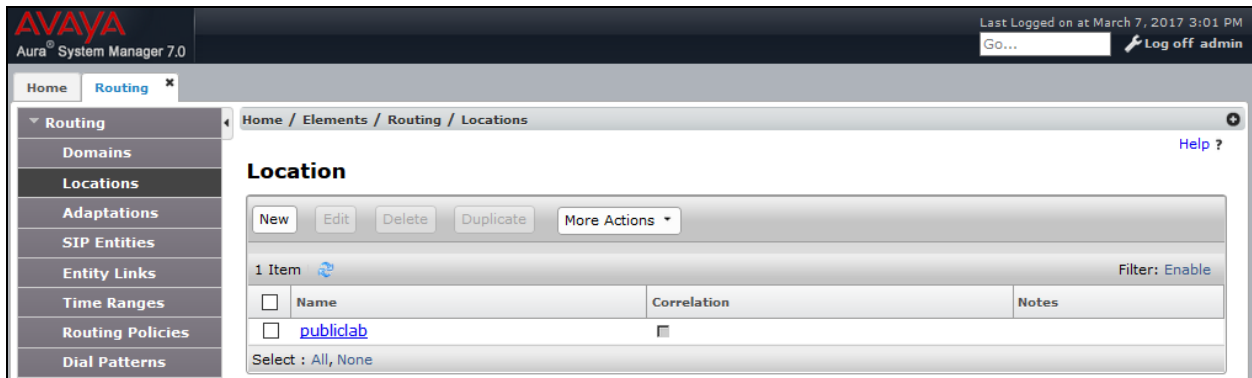 AVAYA
Aura® System Manager 7.0
Last Logged on at March 7, 2017 3:01 PM
Go... Log off admin
Home Routing ×
Routing
Domains
Locations
Adaptations
SIP Entities
Entity Links
Time Ranges
Routing Policies
Dial Patterns
Home / Elements / Routing / Locations
Help ?
Location
New Edit Delete Duplicate More Actions
1 Item Filter: Enable
Name Correlation Notes
publiclab
Select : All, None